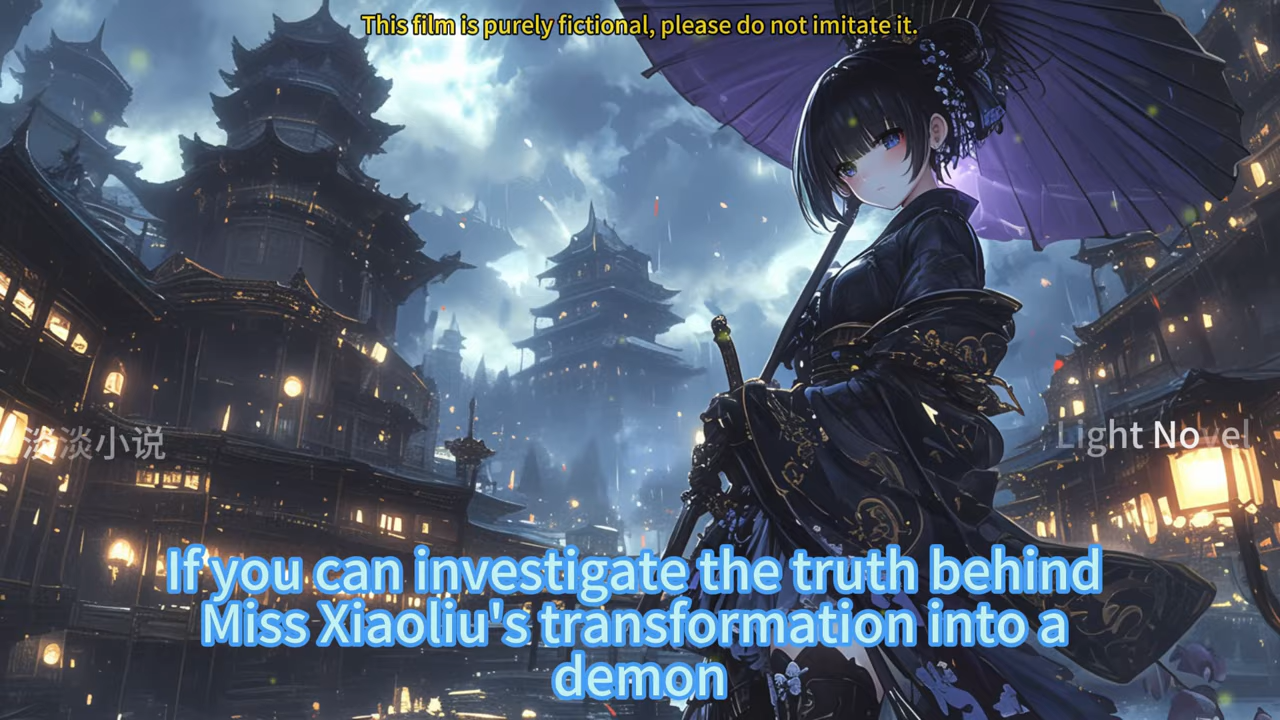 This film is purely fictional, please do not imitate it.
淡淡小说
Light Novel
If you can investigate the truth behind
Miss Xiaoliu's transformation into a
demon